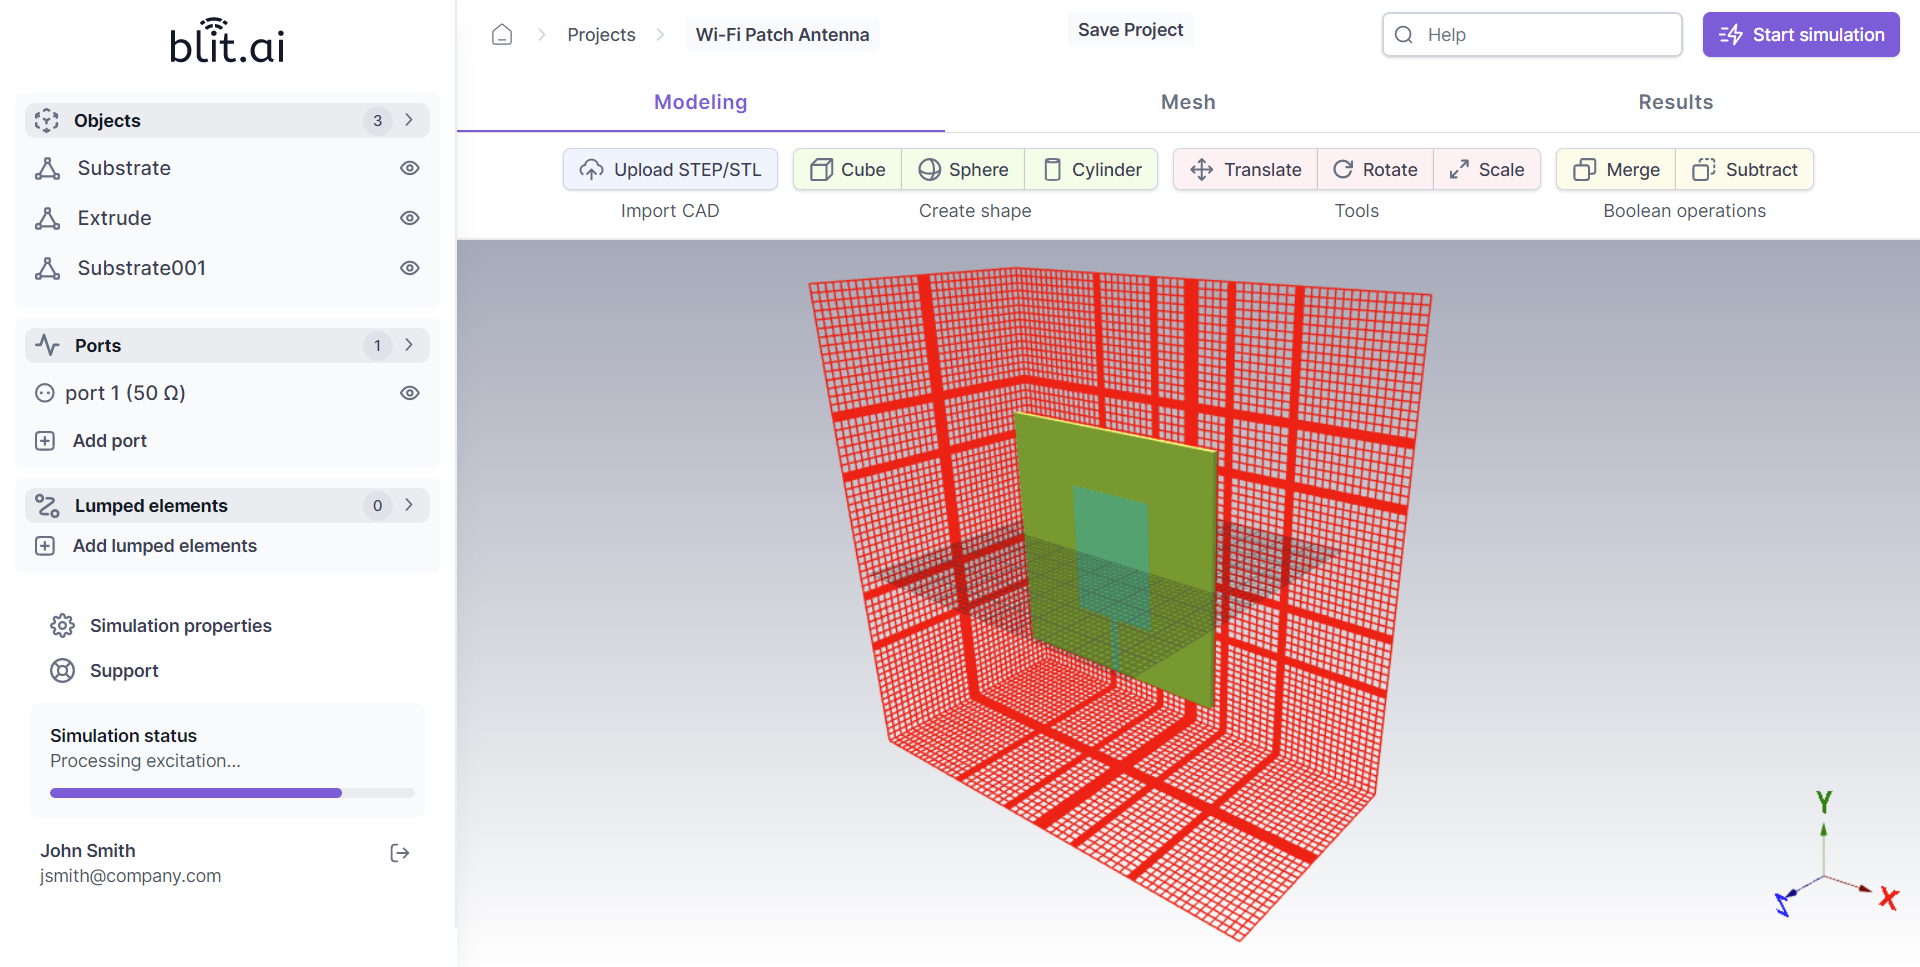 blit.ai
Objects 3
Substrate
Extrude
Substrate001
Ports 1
port 1 (50 Ω)
Add port
Lumped elements 0
Add lumped elements
Simulation properties
Support
Simulation status
Processing excitation...
John Smith
jsmith@company.com
Projects Wi-Fi Patch Antenna Save Project Help Start simulation
Modeling Mesh Results
Upload STEP/STL Cube Sphere Cylinder Translate Rotate Scale Merge Subtract
Import CAD Create shape Tools Boolean operations
Y
Z X